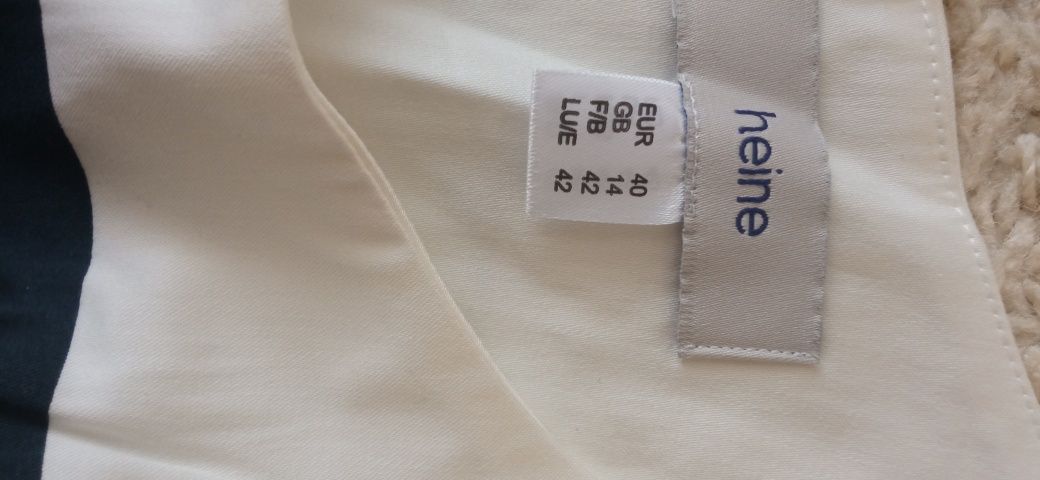 heine
EUR 40
GB 14
F/B 42
LU/E 42